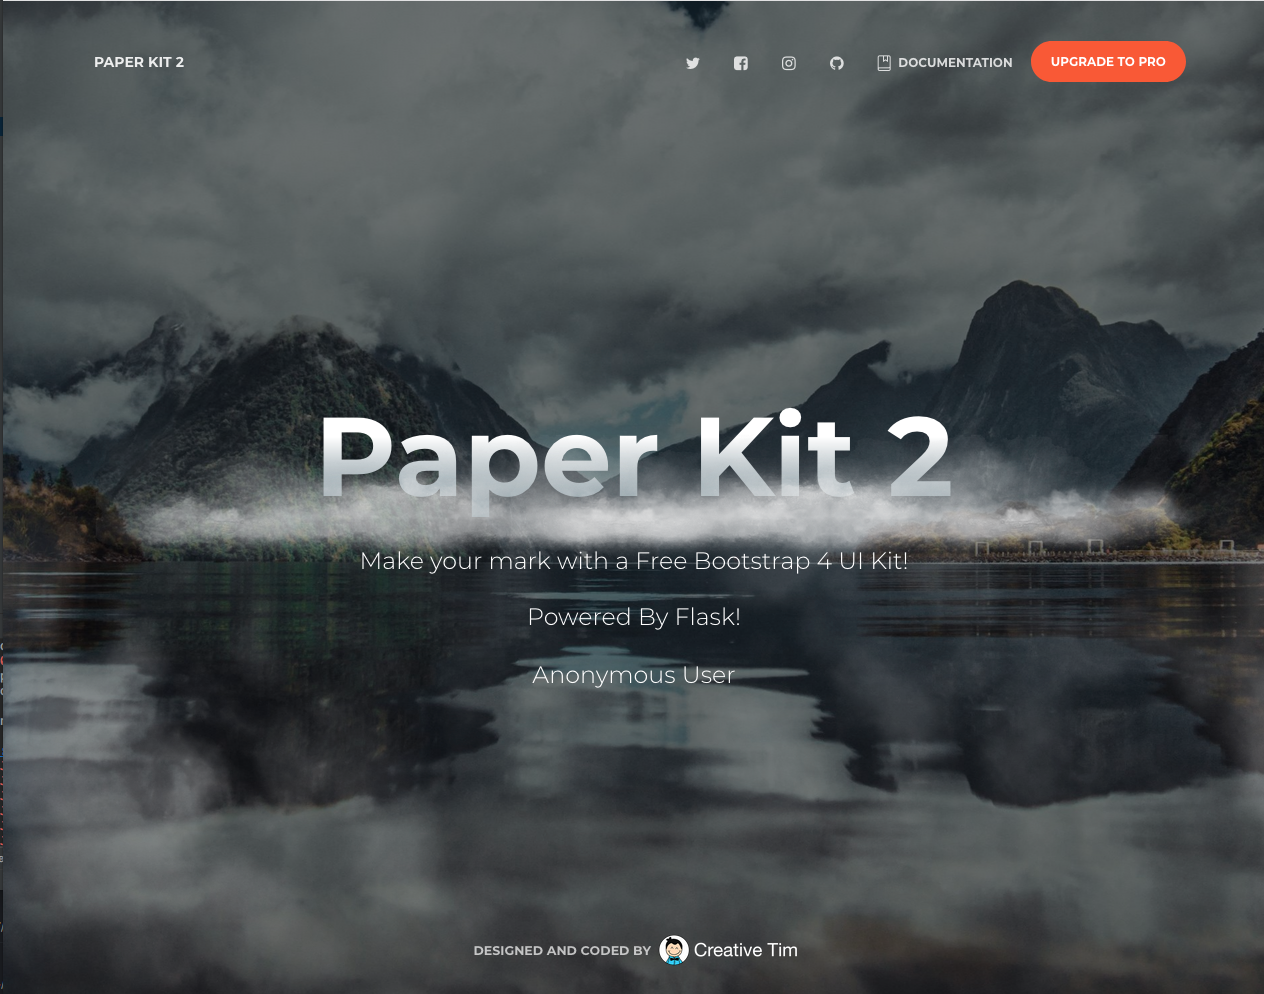 PAPER KIT 2
DOCUMENTATION
UPGRADE TO PRO
Paper Kit 2
Make your mark with a Free Bootstrap 4 UI Kit!
Powered By Flask!
Anonymous User
DESIGNED AND CODED BY Creative Tim